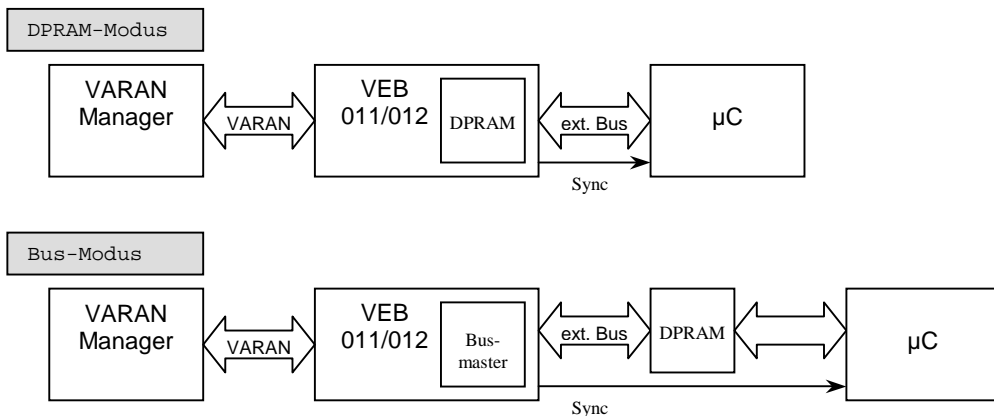 DPRAM-Modus
VARAN
Manager
VARAN
VEB
011/012
DPRAM
ext. Bus
Sync
µC
Bus-Modus
VARAN
Manager
VARAN
VEB
011/012
Bus-
master
ext. Bus
Sync
DPRAM
µC